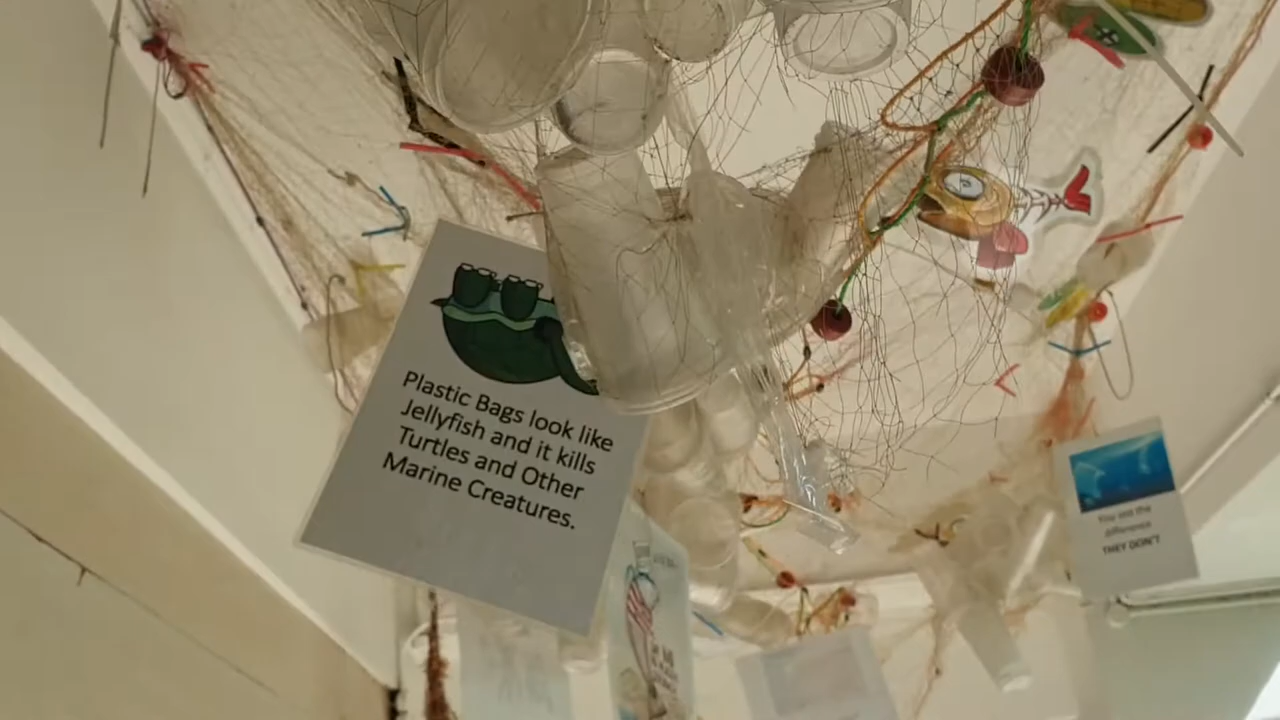 Plastic Bags look like
Jellyfish and it kills
Turtles and Other
Marine Creatures.
You see the
difference
THEY DON'T